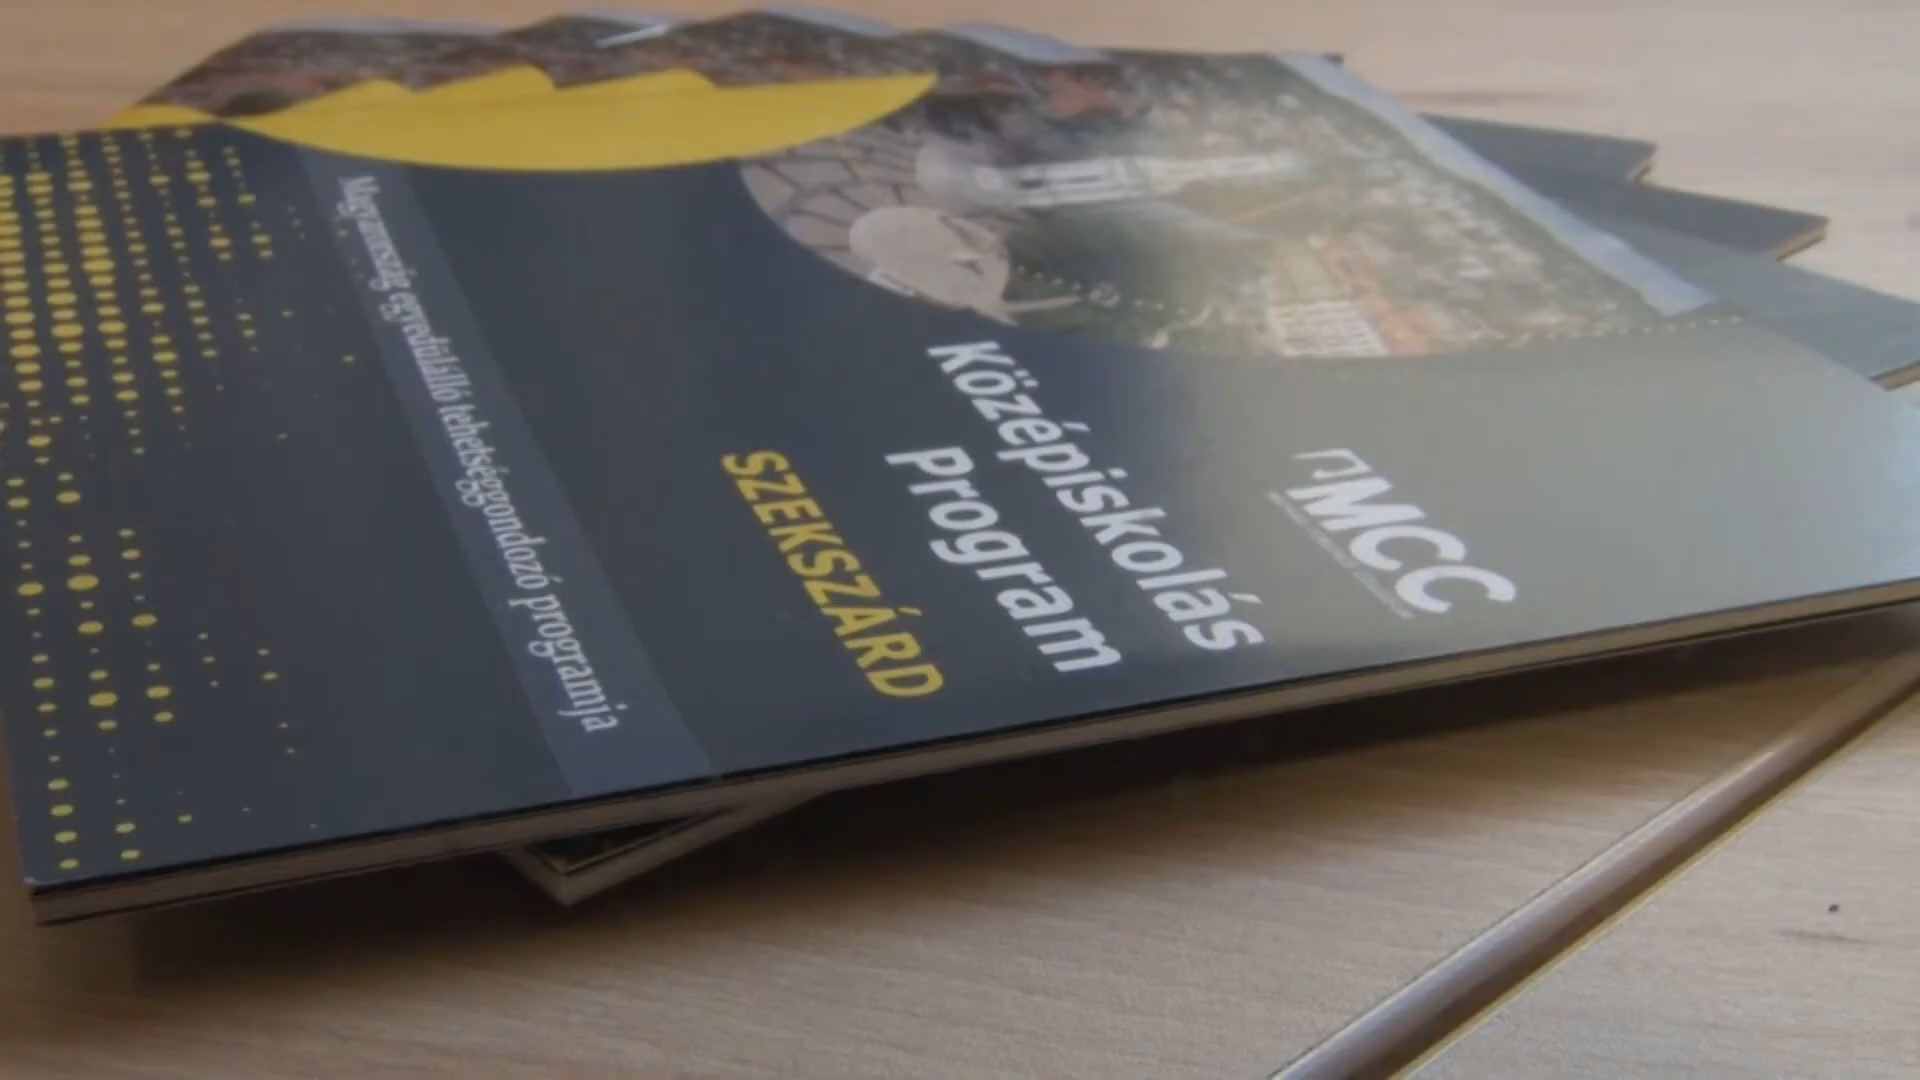 MCC
Középiskolás
Program
SZEKSZÁRD
Magyarország egyedülálló tehetséggondozó programja